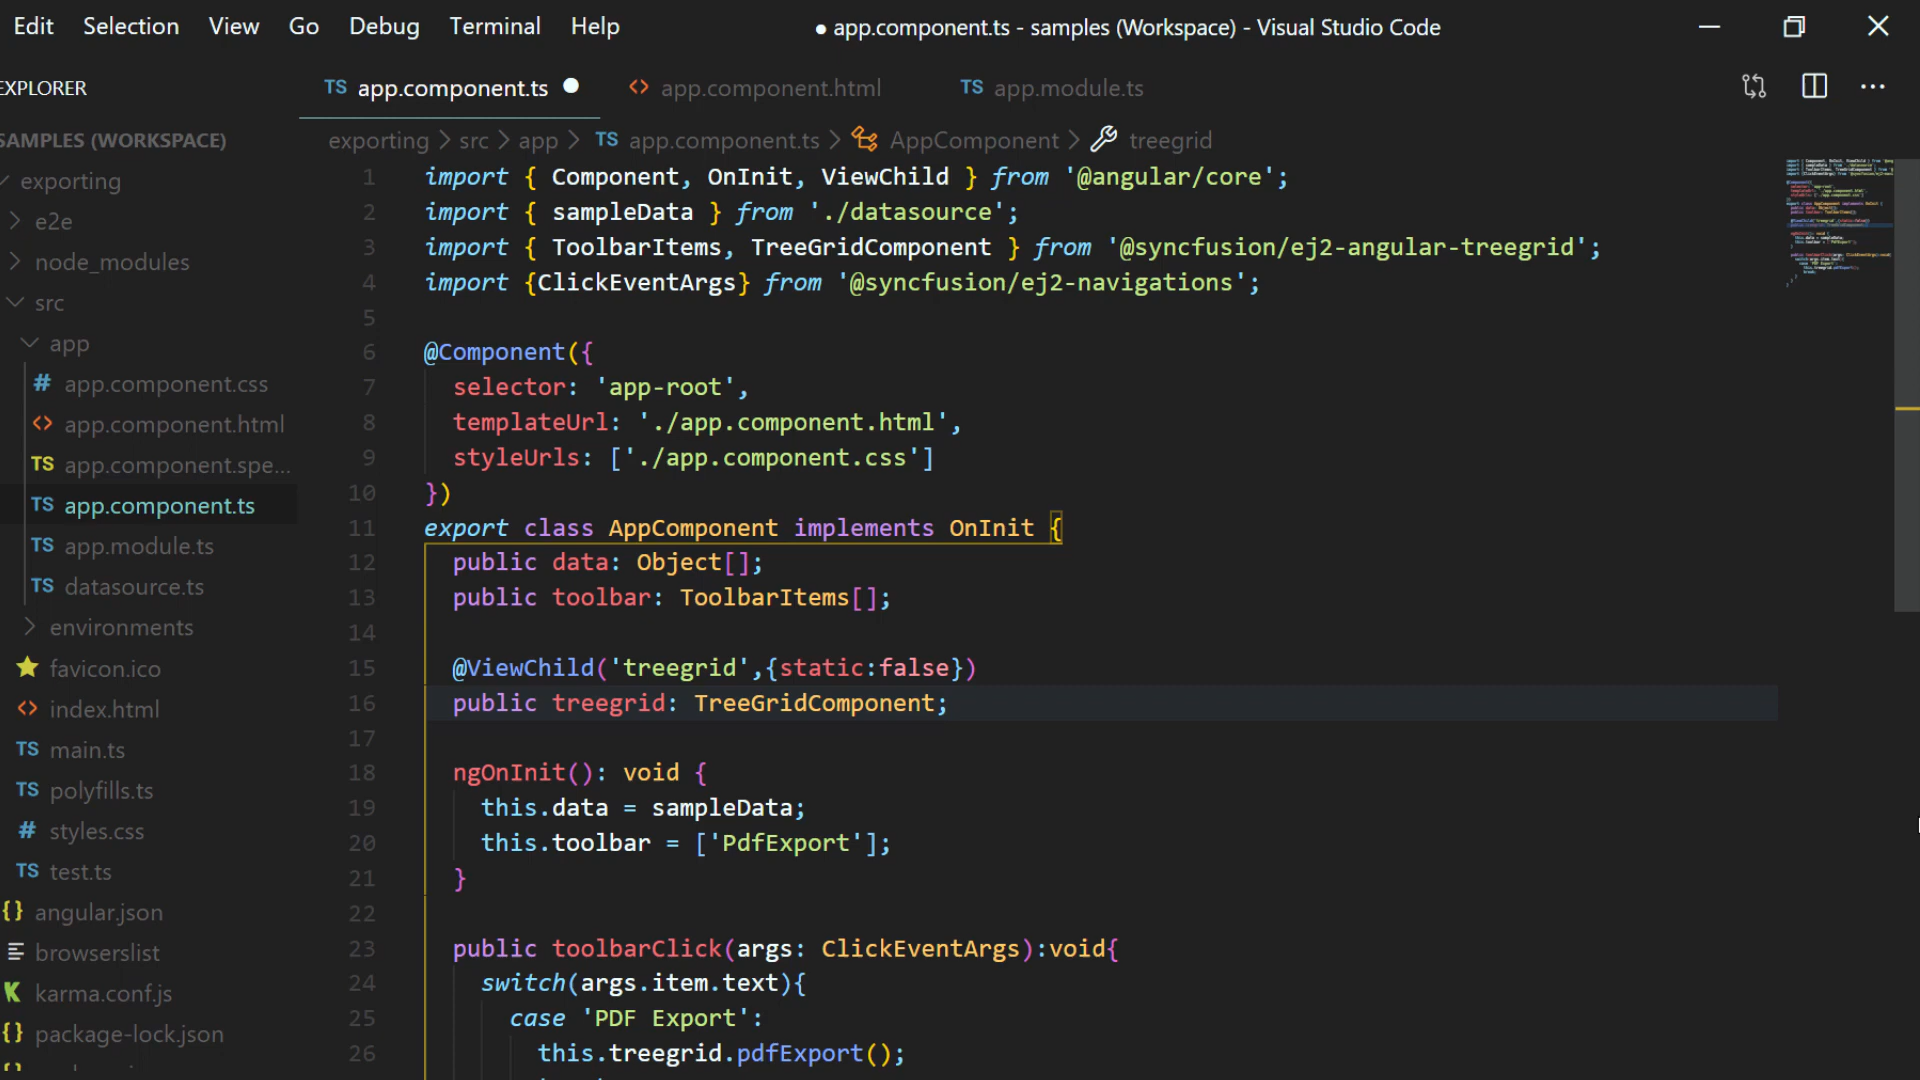 Edit Selection View Go Debug Terminal Help
● app.component.ts - samples (Workspace) - Visual Studio Code
EXPLORER
TS app.component.ts
<> app.component.html
TS app.module.ts
SAMPLES (WORKSPACE)
exporting
e2e
node_modules
src
app
# app.component.css
<> app.component.html
TS app.component.spe...
TS app.component.ts
TS app.module.ts
TS datasource.ts
environments
favicon.ico
<> index.html
TS main.ts
TS polyfills.ts
# styles.css
TS test.ts
{} angular.json
browserslist
K karma.conf.js
{} package-lock.json
exporting > src > app > TS app.component.ts > AppComponent > treegrid
1 import { Component, OnInit, ViewChild } from '@angular/core';
2 import { sampleData } from './datasource';
3 import { ToolbarItems, TreeGridComponent } from '@syncfusion/ej2-angular-treegrid';
4 import {ClickEventArgs} from '@syncfusion/ej2-navigations';
5
6 @Component({
7 selector: 'app-root',
8 templateUrl: './app.component.html',
9 styleUrls: ['./app.component.css']
10 })
11 export class AppComponent implements OnInit {
12 public data: Object[];
13 public toolbar: ToolbarItems[];
14
15 @ViewChild('treegrid',{static:false})
16 public treegrid: TreeGridComponent;
17
18 ngOnInit(): void {
19 this.data = sampleData;
20 this.toolbar = ['PdfExport'];
21 }
22
23 public toolbarClick(args: ClickEventArgs):void{
24 switch(args.item.text){
25 case 'PDF Export':
26 this.treegrid.pdfExport();